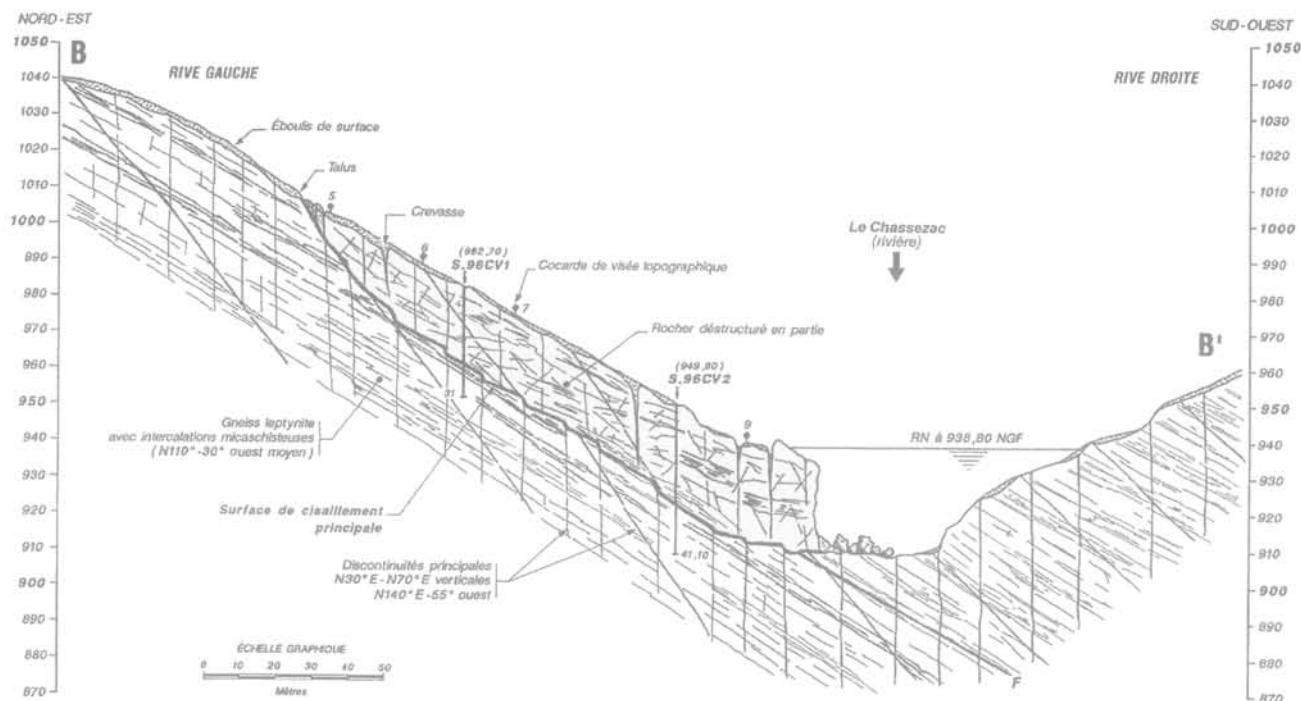 NORD-EST
SUD-OUEST
B
RIVE GAUCHE
RIVE DROITE
1050
1040
1030
1020
1010
1000
990
980
970
960
950
940
930
920
910
900
890
880
870
1050
1040
1030
1020
1010
1000
990
980
970
960
950
940
930
920
910
900
890
880
870
Éboulis de surface
Talus
5
Crevasse
6
(982,70)
S.96CV1
Cocarde de visée topographique
7
Le Chassezac
(rivière)
Rocher déstructuré en partie
B'
(949,80)
S.96CV2
31
9
RN à 938,80 NGF
Gneiss leptynite
avec intercalations micaschisteuses
(N110°-30° ouest moyen)
Surface de cisaillement
principale
41,10
Discontinuités principales
N30°E-N70°E verticales
N140°E-55° ouest
ÉCHELLE GRAPHIQUE
0 10 20 30 40 50
Mètres
F